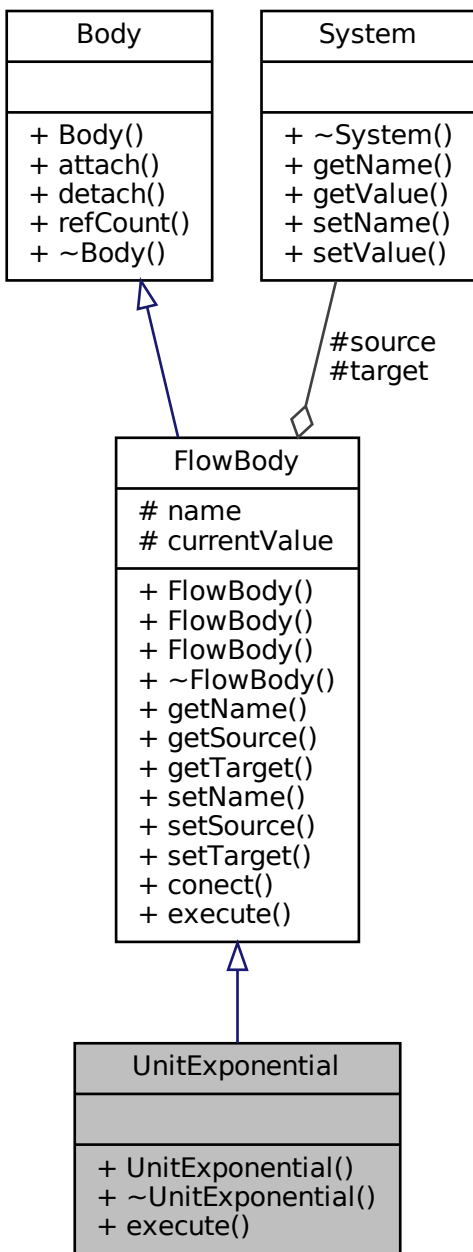 Body
+ Body()
+ attach()
+ detach()
+ refCount()
+ ~Body()
System
+ ~System()
+ getName()
+ getValue()
+ setName()
+ setValue()
#source
#target
FlowBody
# name
# currentValue
+ FlowBody()
+ FlowBody()
+ FlowBody()
+ ~FlowBody()
+ getName()
+ getSource()
+ getTarget()
+ setName()
+ setSource()
+ setTarget()
+ conect()
+ execute()
UnitExponential
+ UnitExponential()
+ ~UnitExponential()
+ execute()